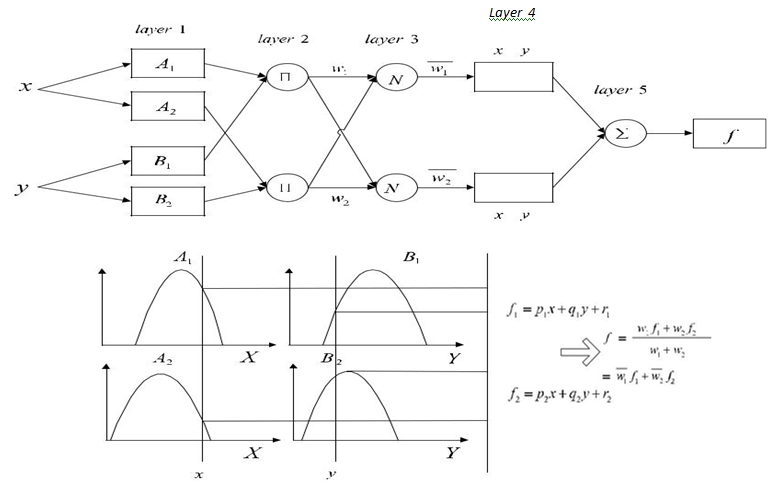 layer 1 layer 2 layer 3 Layer 4
x y
A₁ Π w₁ N w̅₁
x A₂ layer 5
Σ f
y B₁
B₂ Π w₂ N w̅₂
x y
A₁ B₁
X Y
A₂ B₂
X Y
x y
f₁ = p₁x + q₁y + r₁
f = (w₁f₁ + w₂f₂) / (w₁ + w₂)
= w̅₁f₁ + w̅₂f₂
f₂ = p₂x + q₂y + r₂